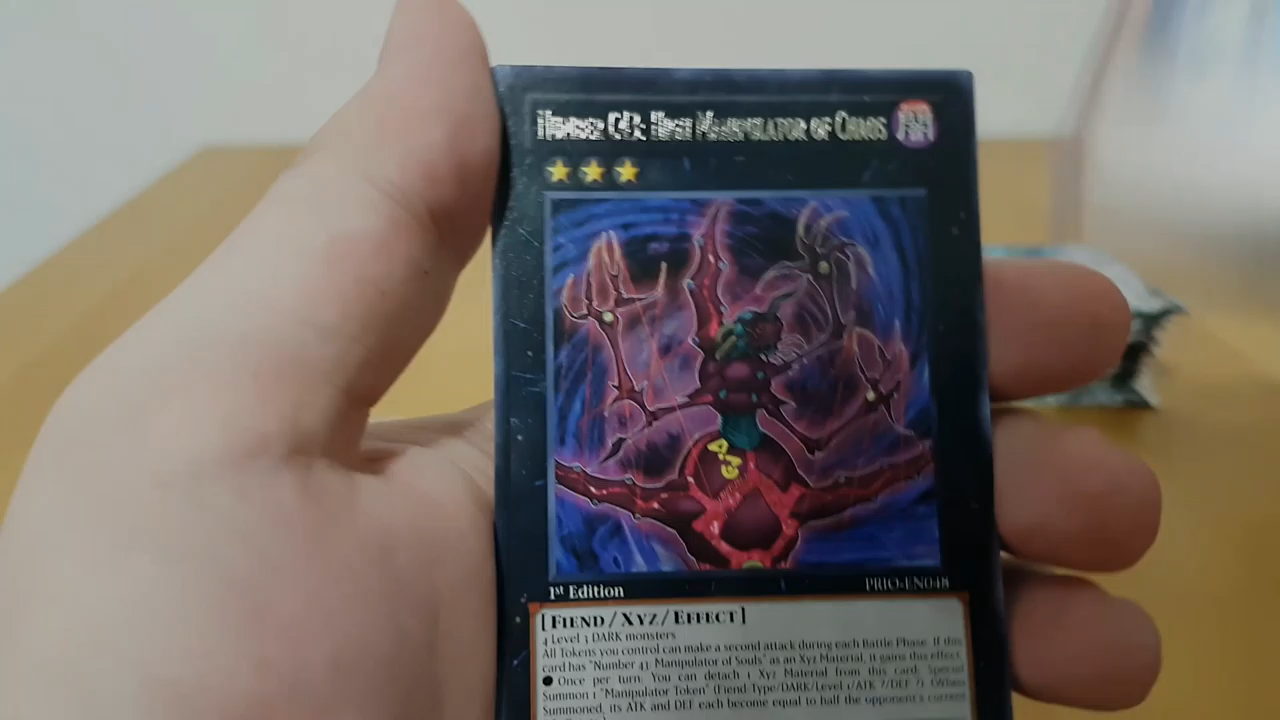 Number C43: High Manipulator of Chaos
43
1st Edition
PRIO-EN048
[Fiend/Xyz/Effect]
4 Level 3 DARK monsters
All Tokens you control can make a second attack during each Battle Phase. If this
card has "Number 43: Manipulator of Souls" as an Xyz Material, it gains this effect.
● Once per turn: You can detach 1 Xyz Material from this card; Special
Summon 1 "Manipulator Token" (Fiend-Type/DARK/Level 1/ATK ?/DEF ?). (When
Summoned, its ATK and DEF each become equal to half the opponent's current